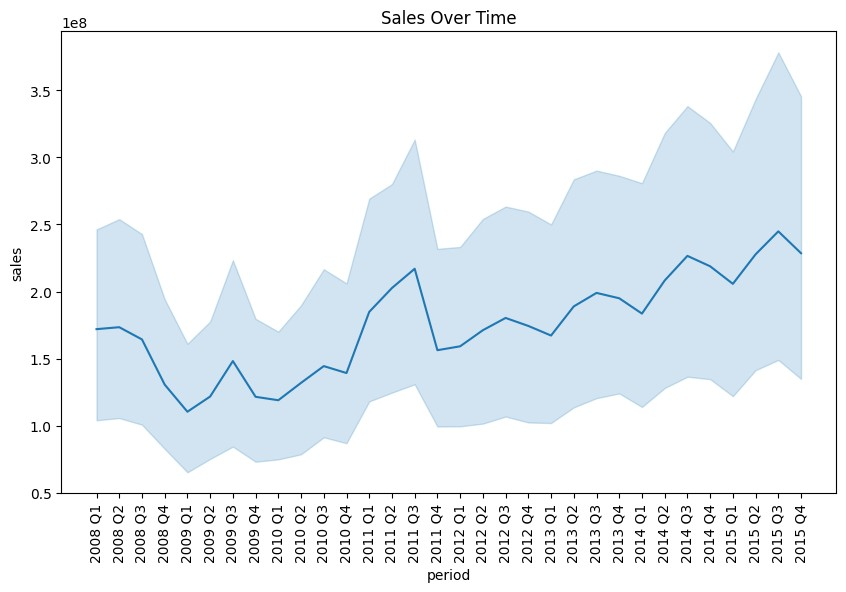 Sales Over Time
1e8
sales
3.5
3.0
2.5
2.0
1.5
1.0
0.5
2008 Q1
2008 Q2
2008 Q3
2008 Q4
2009 Q1
2009 Q2
2009 Q3
2009 Q4
2010 Q1
2010 Q2
2010 Q3
2010 Q4
2011 Q1
2011 Q2
2011 Q3
2011 Q4
2012 Q1
2012 Q2
2012 Q3
2012 Q4
2013 Q1
2013 Q2
2013 Q3
2013 Q4
2014 Q1
2014 Q2
2014 Q3
2014 Q4
2015 Q1
2015 Q2
2015 Q3
2015 Q4
period